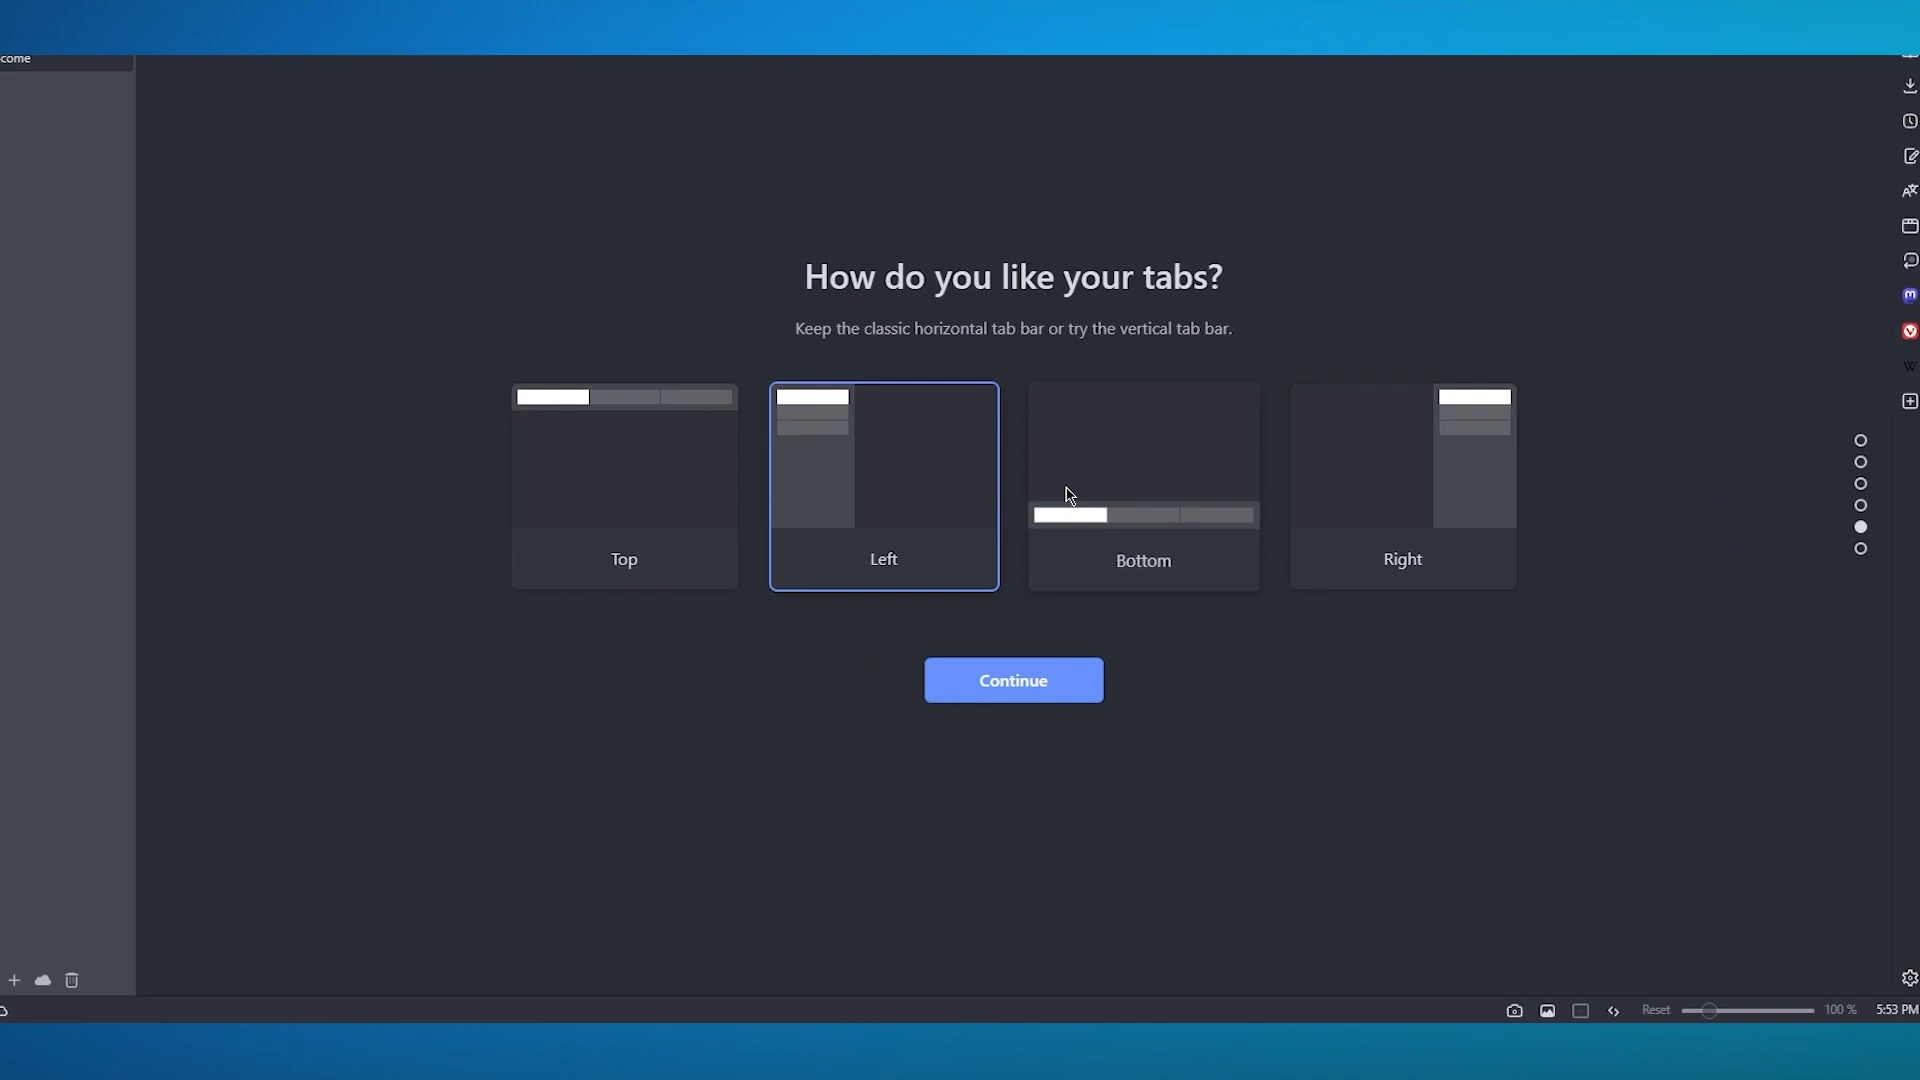 come
How do you like your tabs?
Keep the classic horizontal tab bar or try the vertical tab bar.
Top
Left
Bottom
Right
Continue
Reset
100 %
5:53 PM